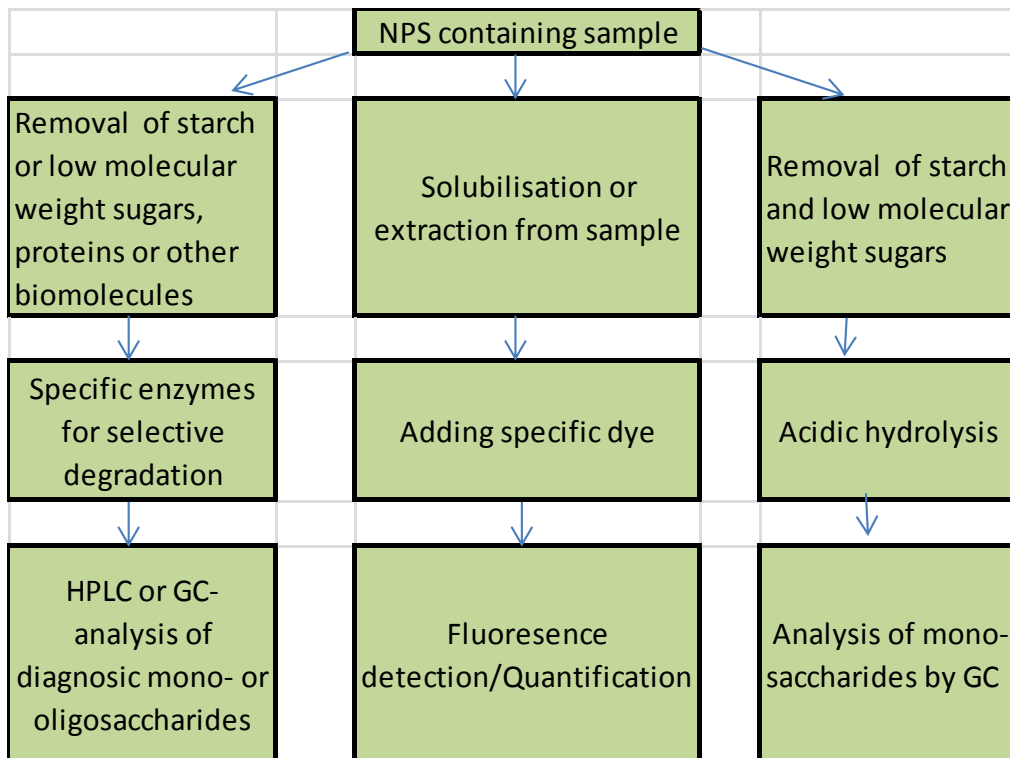 NPS containing sample
Removal of starch
or low molecular
weight sugars,
proteins or other
biomolecules
Solubilisation or
extraction from sample
Removal of starch
and low molecular
weight sugars
Specific enzymes
for selective
degradation
Adding specific dye
Acidic hydrolysis
HPLC or GC-
analysis of
diagnosic mono- or
oligosaccharides
Fluoresence
detection/Quantification
Analysis of mono-
saccharides by GC